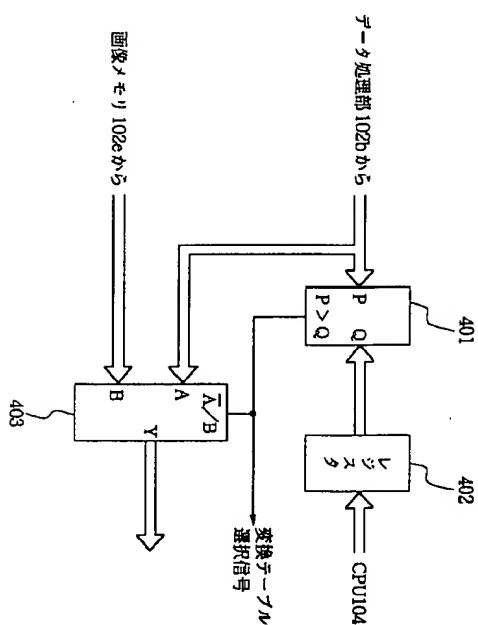 データ処理部102bから
画像メモリ102eから
P Q
P>Q
401
レジスタ
402
CPU104
A
B
A̅/B
Y
403
変換テーブル
選択信号